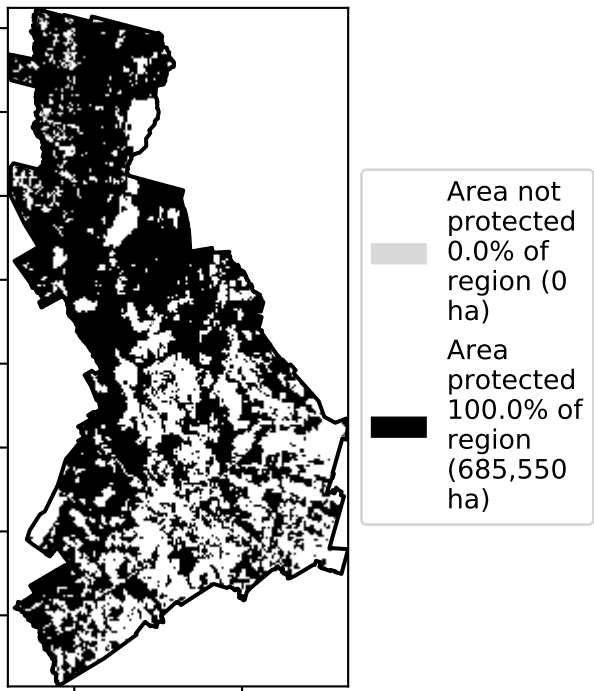 Area not
protected
0.0% of
region (0
ha)
Area
protected
100.0% of
region
(685,550
ha)